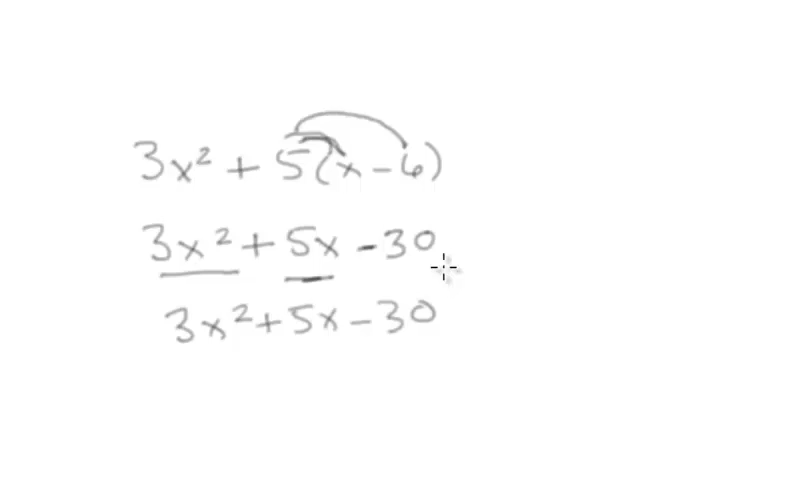 3x² + 5(x - 6)
3x² + 5x - 30
3x² + 5x - 30